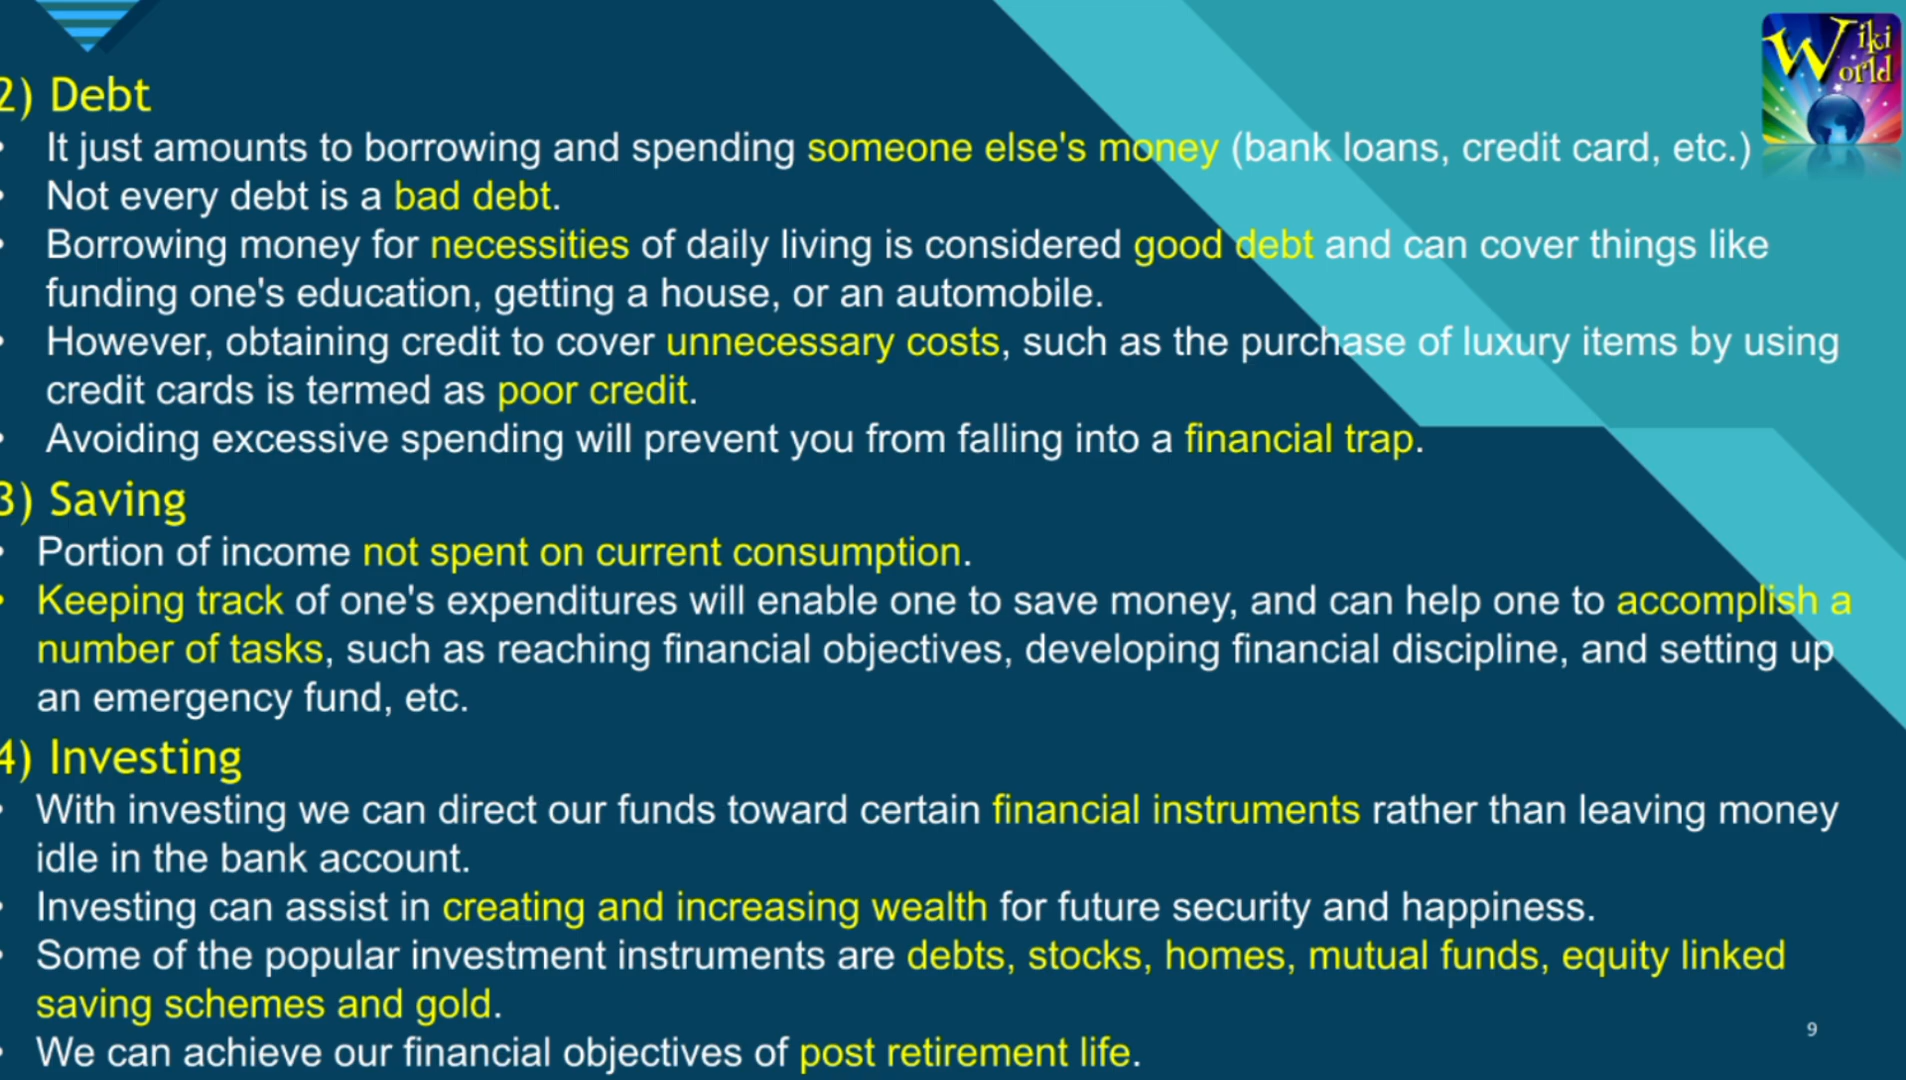 Wiki
World
2) Debt
• It just amounts to borrowing and spending someone else's money (bank loans, credit card, etc.)
• Not every debt is a bad debt.
• Borrowing money for necessities of daily living is considered good debt and can cover things like
funding one's education, getting a house, or an automobile.
• However, obtaining credit to cover unnecessary costs, such as the purchase of luxury items by using
credit cards is termed as poor credit.
• Avoiding excessive spending will prevent you from falling into a financial trap.
3) Saving
• Portion of income not spent on current consumption.
• Keeping track of one's expenditures will enable one to save money, and can help one to accomplish a
number of tasks, such as reaching financial objectives, developing financial discipline, and setting up
an emergency fund, etc.
4) Investing
• With investing we can direct our funds toward certain financial instruments rather than leaving money
idle in the bank account.
• Investing can assist in creating and increasing wealth for future security and happiness.
• Some of the popular investment instruments are debts, stocks, homes, mutual funds, equity linked
saving schemes and gold.
• We can achieve our financial objectives of post retirement life.
9